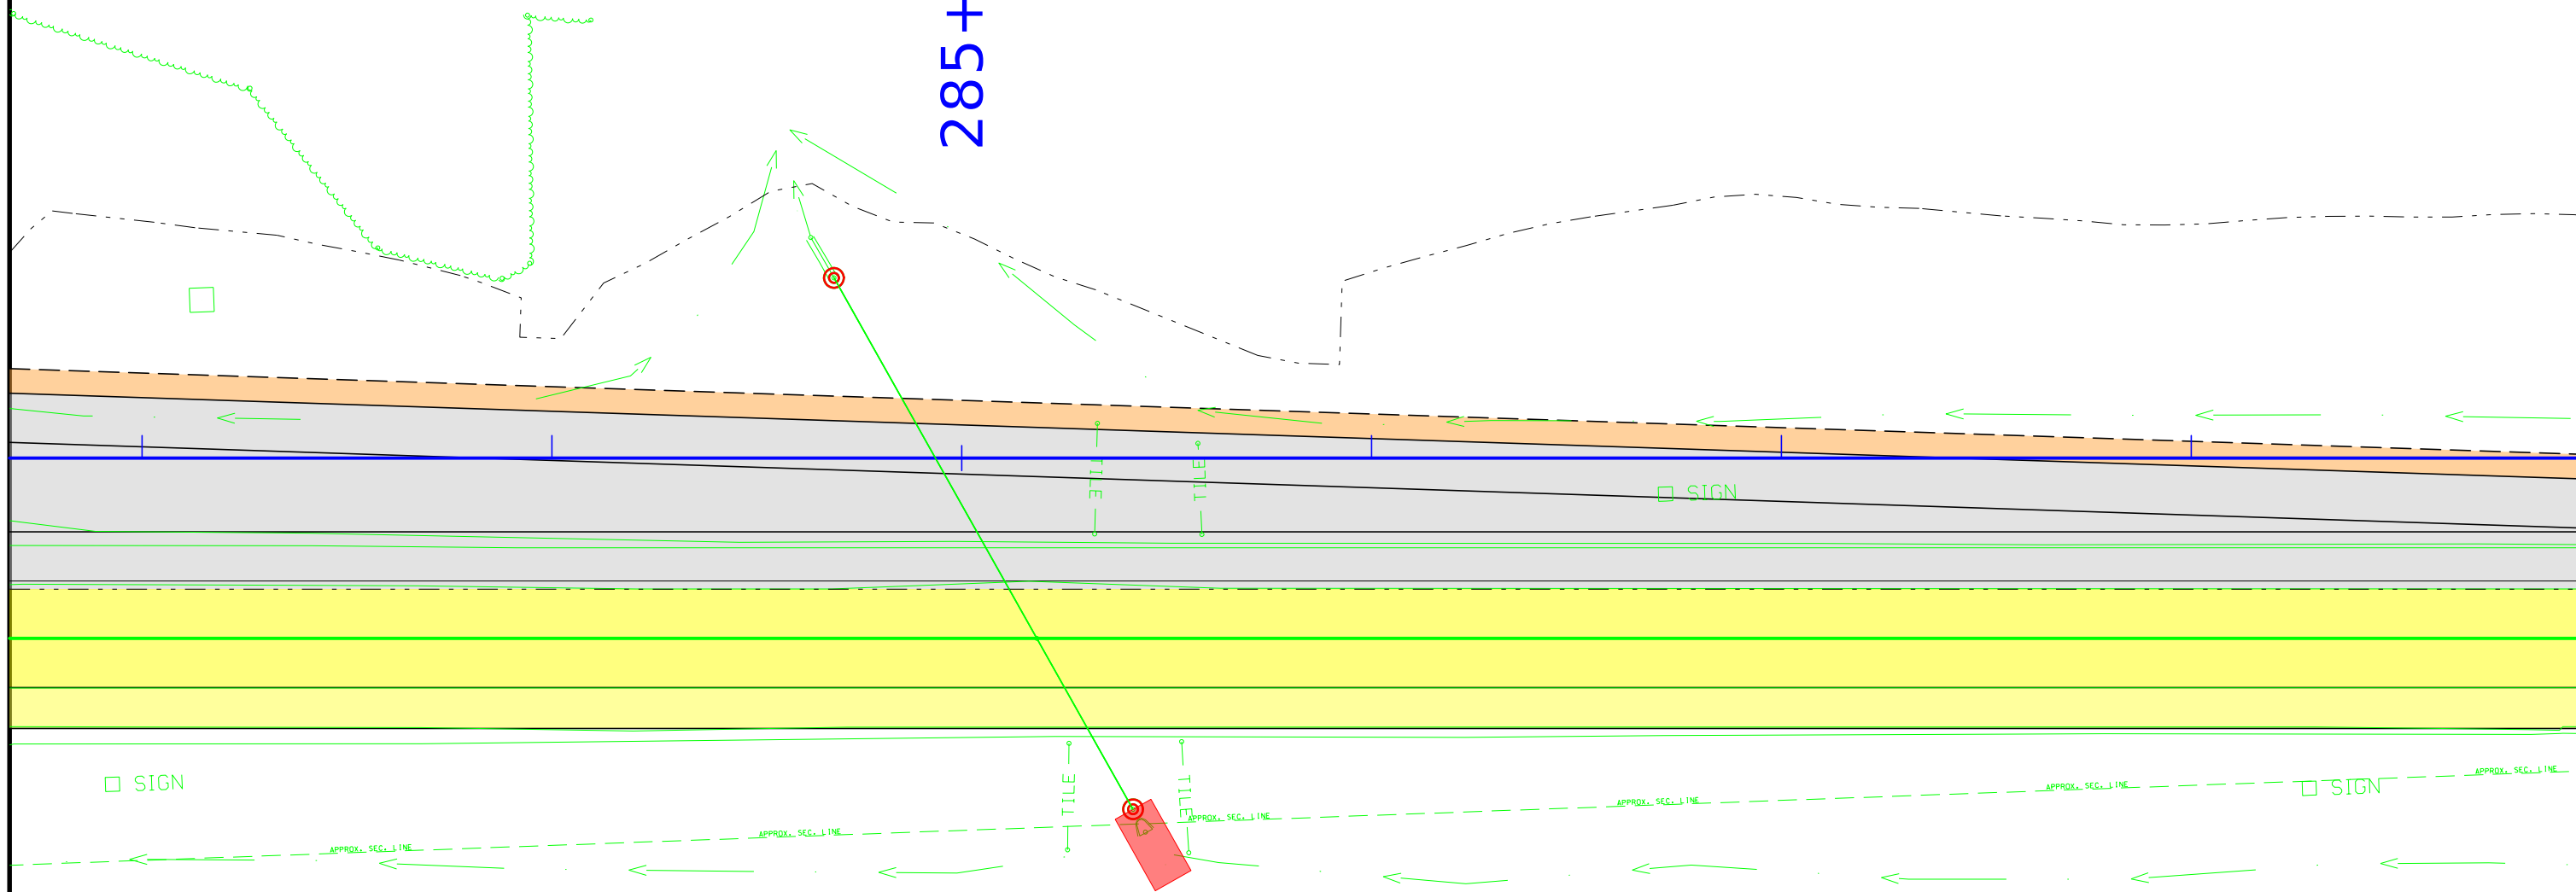 285+
TILE
TILE
SIGN
SIGN
TILE
TILE
SIGN
APPROX. SEC. LINE
APPROX. SEC. LINE
APPROX. SEC. LINE
APPROX. SEC. LINE
APPROX. SEC. LINE
APPROX. SEC. LINE